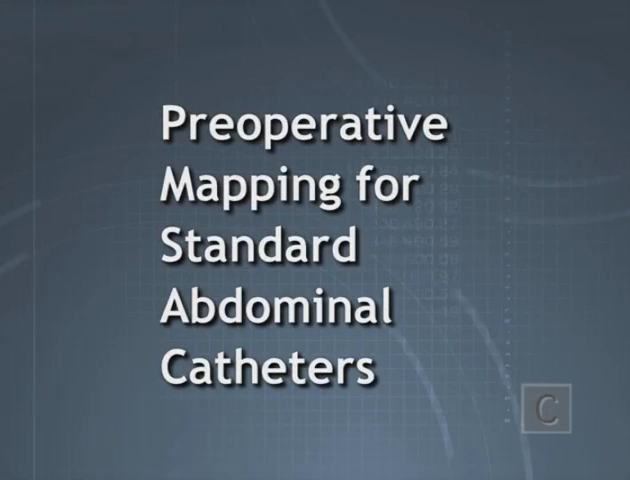 Preoperative
Mapping for
Standard
Abdominal
Catheters
C